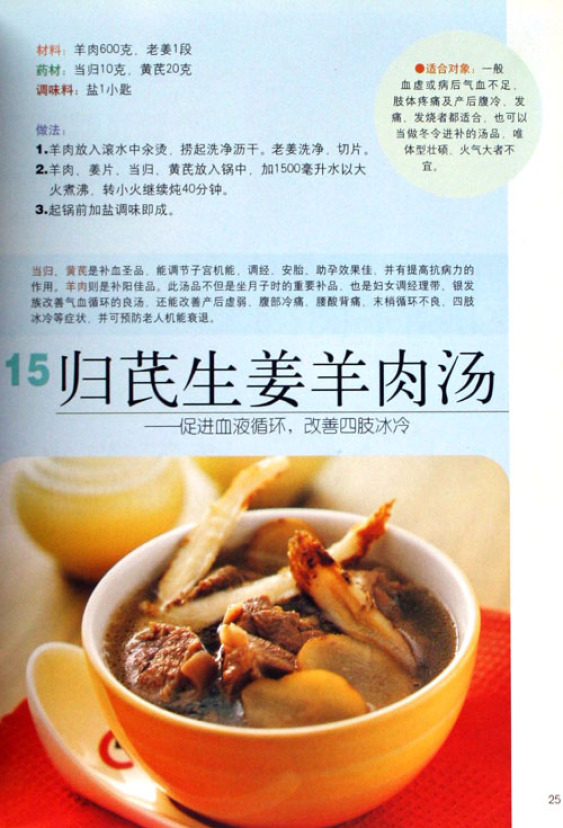 材料：羊肉600克、老姜1段
药材：当归10克、黄芪20克
调味料：盐1小匙
做法：
1.羊肉放入滚水中汆烫，捞起洗净沥干。老姜洗净，切片。
2.羊肉、姜片、当归、黄芪放入锅中，加1500毫升水以大
火煮沸，转小火继续炖40分钟。
3.起锅前加盐调味即成。
●适合对象：一般
血虚或病后气血不足，
肢体疼痛及产后腹冷、发
痛、发烧者都适合，也可以
当做冬令进补的汤品，唯
体型壮硕、火气大者不
宜。
当归、黄芪是补血圣品，能调节子宫机能，调经、安胎、助孕效果佳，并有提高抗病力的
作用。羊肉则是补阳佳品。此汤品不但是坐月子时的重要补品，也是妇女调经理带、银发
族改善气血循环的良汤，还能改善产后虚弱、腹部冷痛、腰酸背痛、末梢循环不良、四肢
冰冷等症状，并可预防老人机能衰退。
15 归芪生姜羊肉汤
——促进血液循环，改善四肢冰冷
25